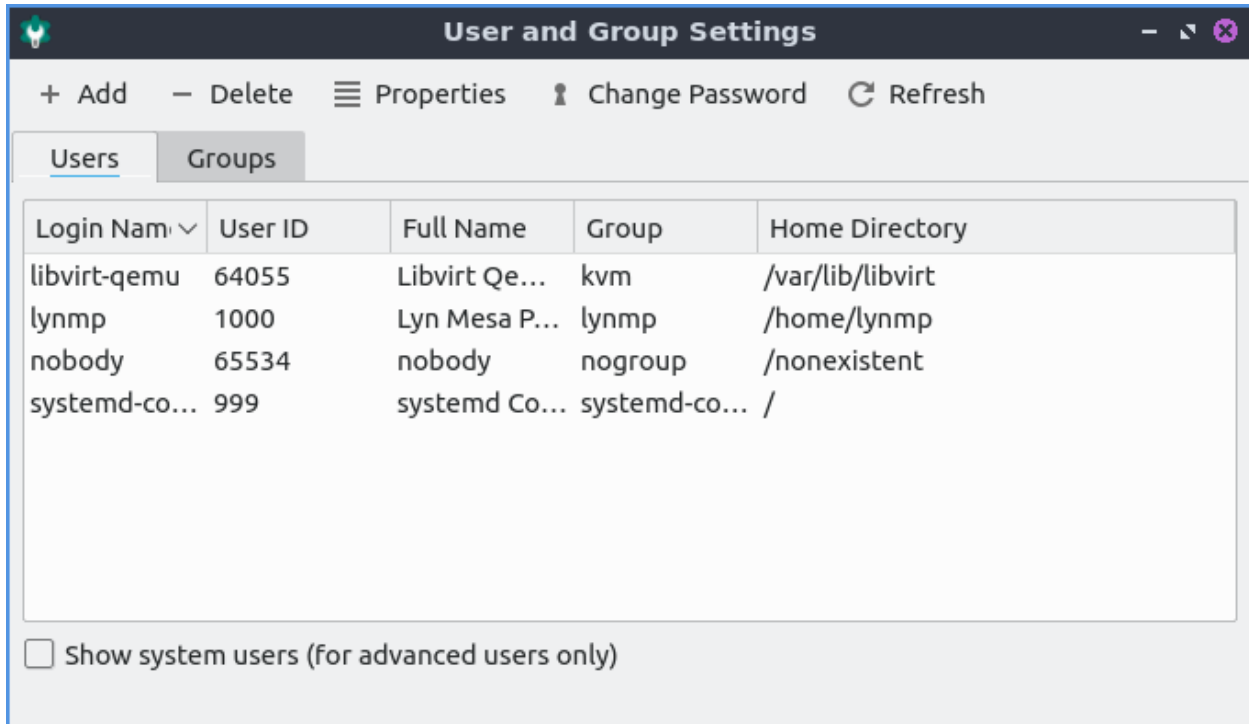 User and Group Settings
Add Delete Properties Change Password Refresh
Users Groups
Login Nam User ID Full Name Group Home Directory
libvirt-qemu 64055 Libvirt Qe... kvm /var/lib/libvirt
lynmp 1000 Lyn Mesa P... lynmp /home/lynmp
nobody 65534 nobody nogroup /nonexistent
systemd-co... 999 systemd Co... systemd-co... /
Show system users (for advanced users only)